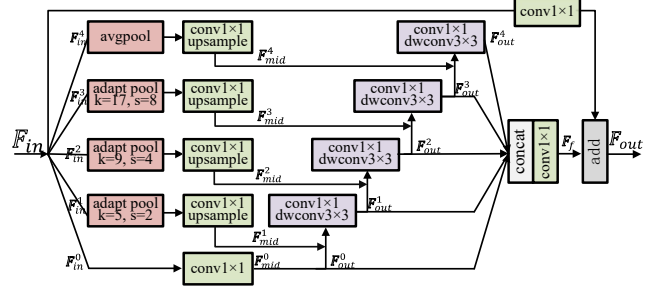 conv1×1
F_in^4
avgpool
conv1×1
upsample
F_mid^4
conv1×1
dwconv3×3
F_out^4
F_in^3
adapt pool
k=17, s=8
conv1×1
upsample
F_mid^3
conv1×1
dwconv3×3
F_out^3
𝔽_in
F_in^2
adapt pool
k=9, s=4
conv1×1
upsample
F_mid^2
conv1×1
dwconv3×3
F_out^2
concat
conv1×1
F_f
add
𝔽_out
F_in^1
adapt pool
k=5, s=2
conv1×1
upsample
F_mid^1
conv1×1
dwconv3×3
F_out^1
F_in^0
conv1×1
F_mid^0
F_out^0